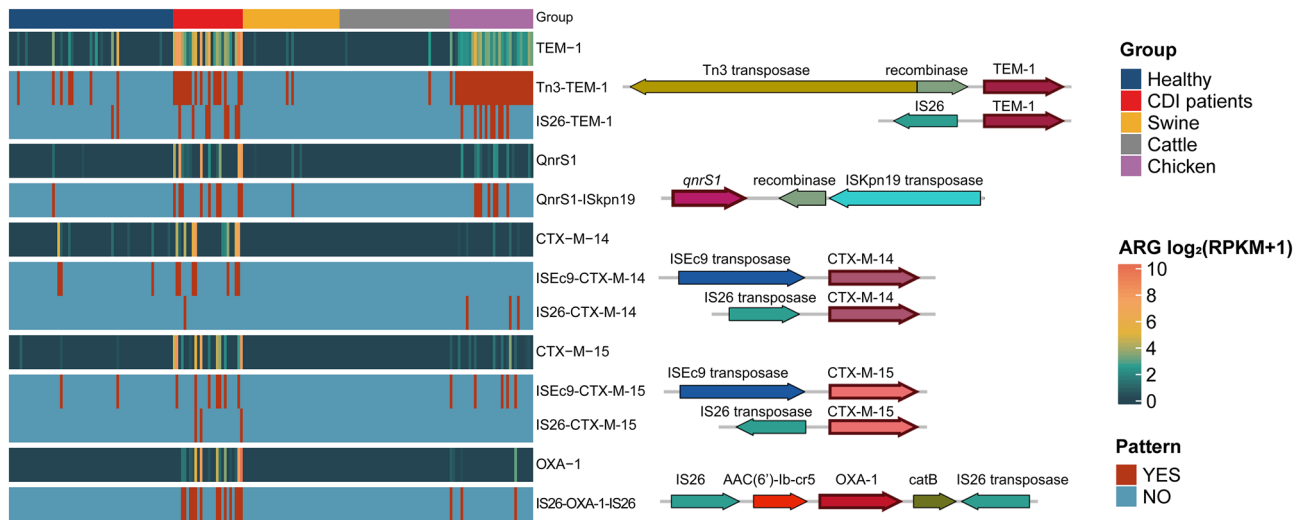 Group
TEM−1
Tn3-TEM-1
IS26-TEM-1
QnrS1
QnrS1-ISkpn19
CTX−M−14
ISEc9-CTX-M-14
IS26-CTX-M-14
CTX−M−15
ISEc9-CTX-M-15
IS26-CTX-M-15
OXA−1
IS26-OXA-1-IS26
Tn3 transposase recombinase TEM-1
IS26 TEM-1
qnrS1 recombinase ISKpn19 transposase
ISEc9 transposase CTX-M-14
IS26 transposase CTX-M-14
ISEc9 transposase CTX-M-15
IS26 transposase CTX-M-15
IS26 AAC(6')-Ib-cr5 OXA-1 catB IS26 transposase
Group
Healthy
CDI patients
Swine
Cattle
Chicken
ARG log₂(RPKM+1)
10
8
6
4
2
0
Pattern
YES
NO